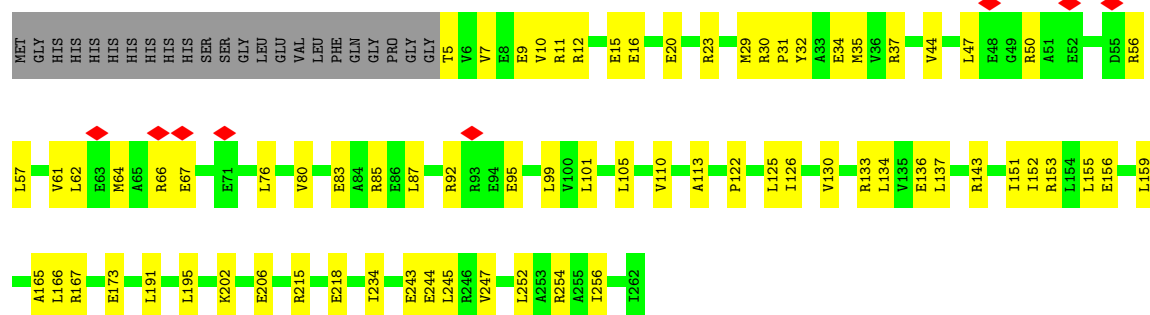 MET GLY HIS HIS HIS HIS HIS HIS HIS HIS SER SER GLY LEU GLU VAL LEU PHE GLN GLY PRO GLY GLY T5 V6 V7 E8 E9 V10 R11 R12 E15 E16 E20 R23 M29 R30 P31 Y32 A33 E34 M35 V36 R37 V44 L47 E48 G49 R50 A51 E52 D55 R56
L57 V61 L62 E63 M64 A65 R66 E67 E71 L76 V80 E83 A84 R85 E86 L87 R92 R93 E94 E95 L99 V100 L101 L105 V110 A113 P122 L125 I126 V130 R133 L134 V135 E136 L137 R143 I151 I152 R153 L154 L155 E156 L159
A165 L166 R167 E173 L191 L195 K202 E206 R215 E218 I234 E243 E244 L245 R246 V247 L252 A253 R254 A255 I256 I262